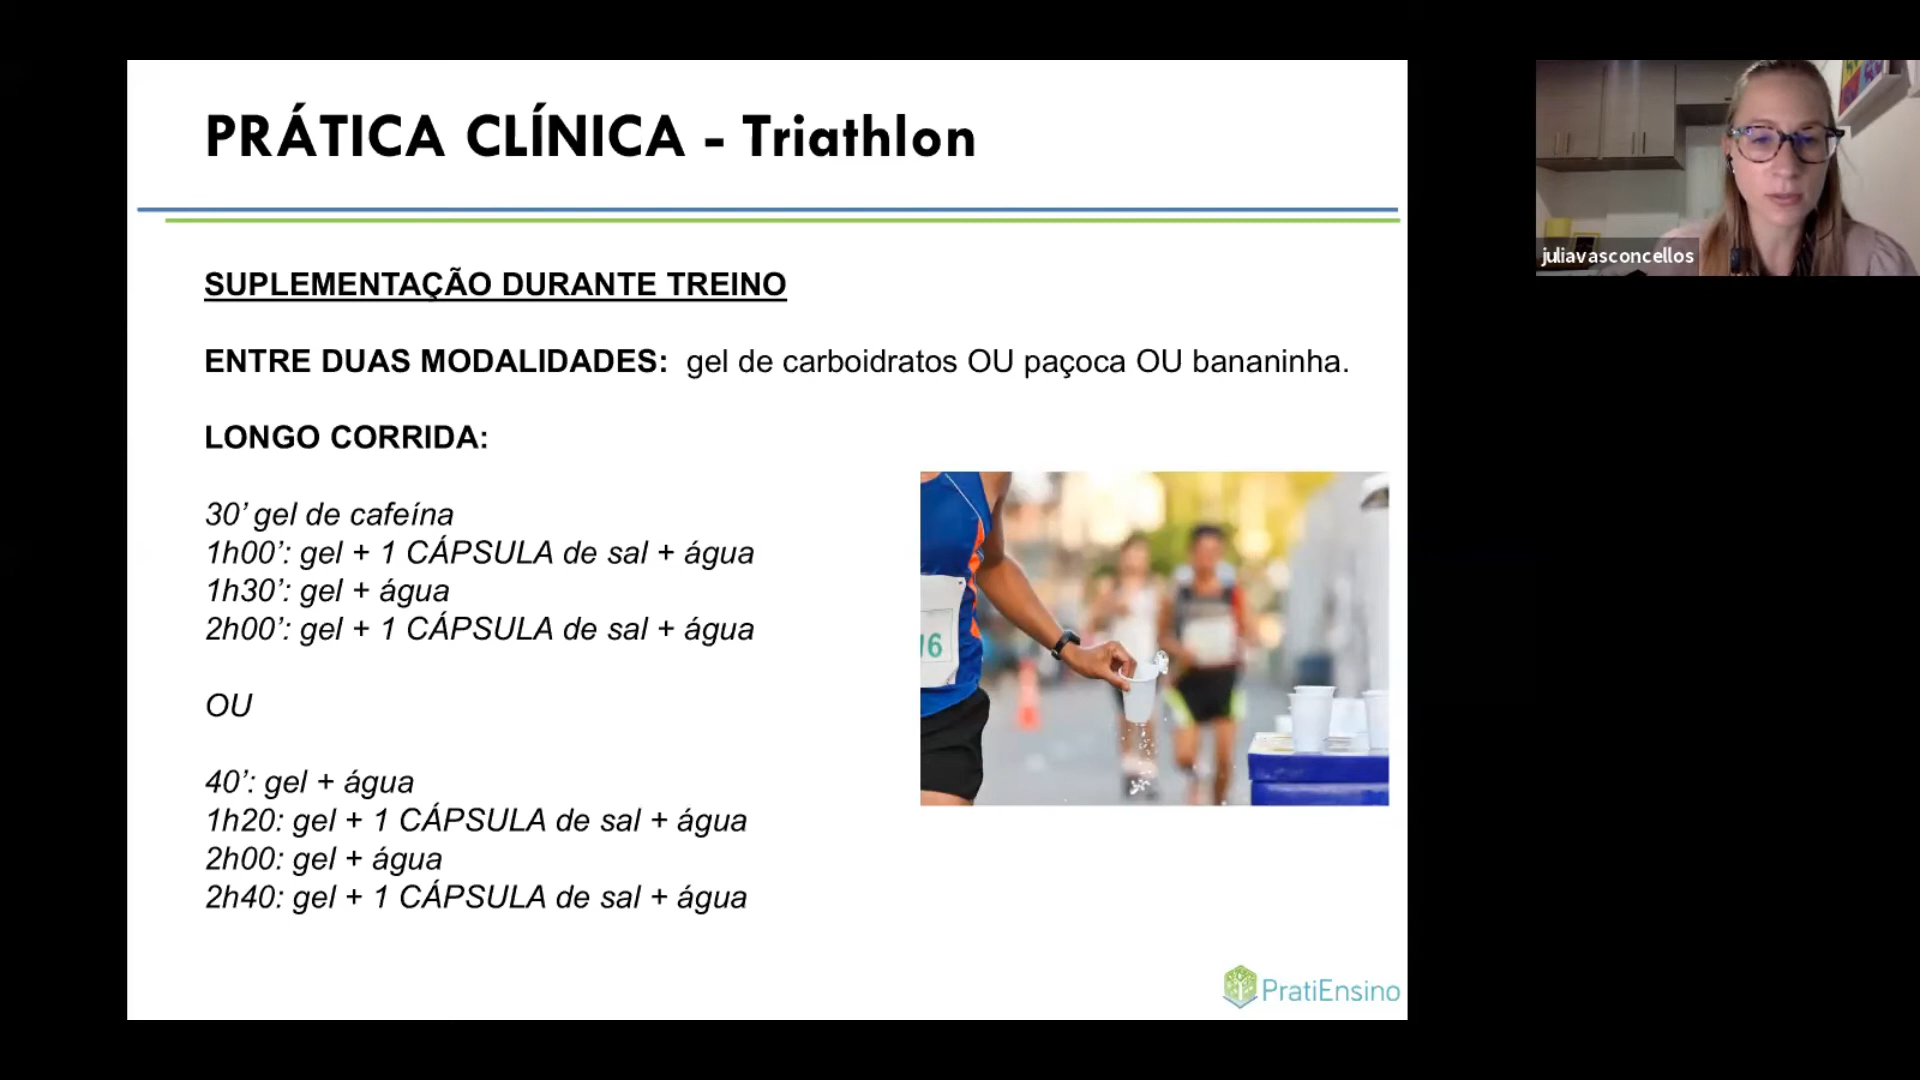 PRÁTICA CLÍNICA - Triathlon
SUPLEMENTAÇÃO DURANTE TREINO
ENTRE DUAS MODALIDADES: gel de carboidratos OU paçoca OU bananinha.
LONGO CORRIDA:
30’ gel de cafeína
1h00’: gel + 1 CÁPSULA de sal + água
1h30’: gel + água
2h00’: gel + 1 CÁPSULA de sal + água
OU
40’: gel + água
1h20: gel + 1 CÁPSULA de sal + água
2h00: gel + água
2h40: gel + 1 CÁPSULA de sal + água
16
PratiEnsino
juliavasconcellos